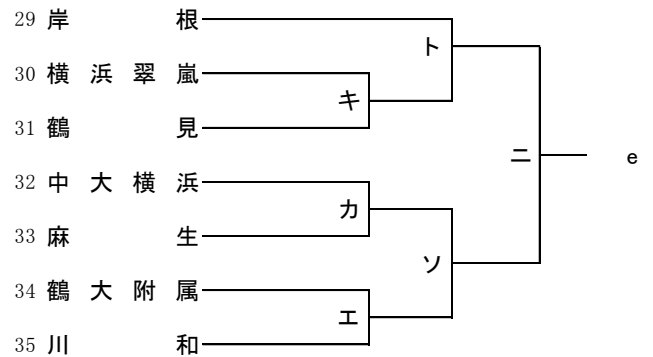 29 岸根
ト
30 横浜翠嵐
キ
31 鶴見
ニ e
32 中大横浜
カ
33 麻生
ソ
34 鶴大附属
エ
35 川和